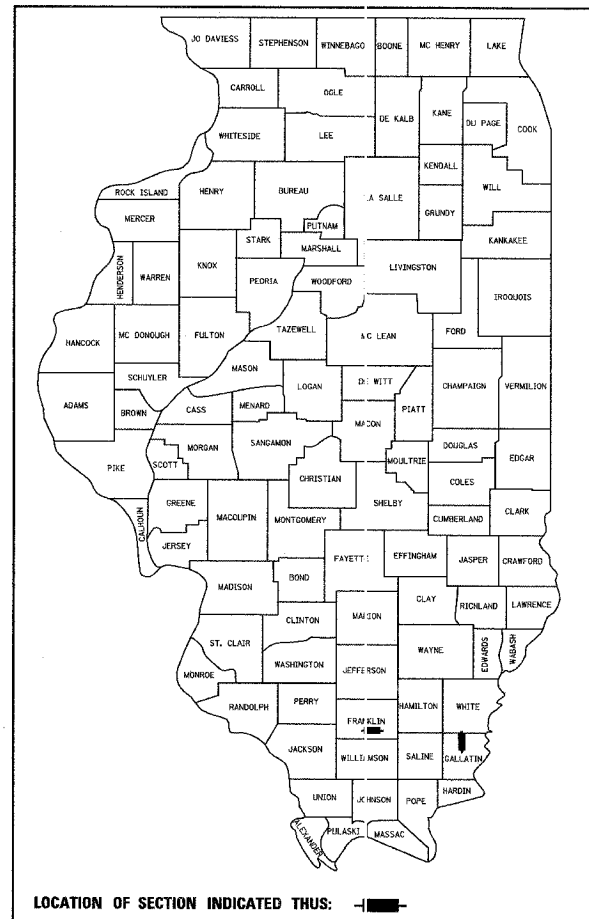 JO DAVIESS STEPHENSON WINNEBAGO BOONE MC HENRY LAKE
CARROLL OGLE DE KALB KANE DU PAGE COOK
WHITESIDE LEE
KENDALL
ROCK ISLAND HENRY BUREAU LA SALLE GRUNDY WILL
MERCER PUTNAM
STARK MARSHALL KANKAKEE
HENDERSON WARREN KNOX PEORIA WOODFORD LIVINGSTON IROQUOIS
HANCOCK MC DONOUGH FULTON TAZEWELL MC LEAN FORD
SCHUYLER MASON
ADAMS BROWN CASS MENARD LOGAN DE WITT PIATT CHAMPAIGN VERMILION
MACON
PIKE SCOTT MORGAN SANGAMON CHRISTIAN MOULTRIE DOUGLAS EDGAR
COLES
CALHOUN GREENE MACOUPIN MONTGOMERY SHELBY CUMBERLAND CLARK
JERSEY FAYETTE EFFINGHAM JASPER CRAWFORD
MADISON BOND
CLINTON MARION CLAY RICHLAND LAWRENCE
ST. CLAIR WAYNE EDWARDS WABASH
MONROE WASHINGTON JEFFERSON
RANDOLPH PERRY HAMILTON WHITE
FRANKLIN
JACKSON WILLIAMSON SALINE GALLATIN
UNION JOHNSON POPE HARDIN
ALEXANDER PULASKI MASSAC
LOCATION OF SECTION INDICATED THUS: